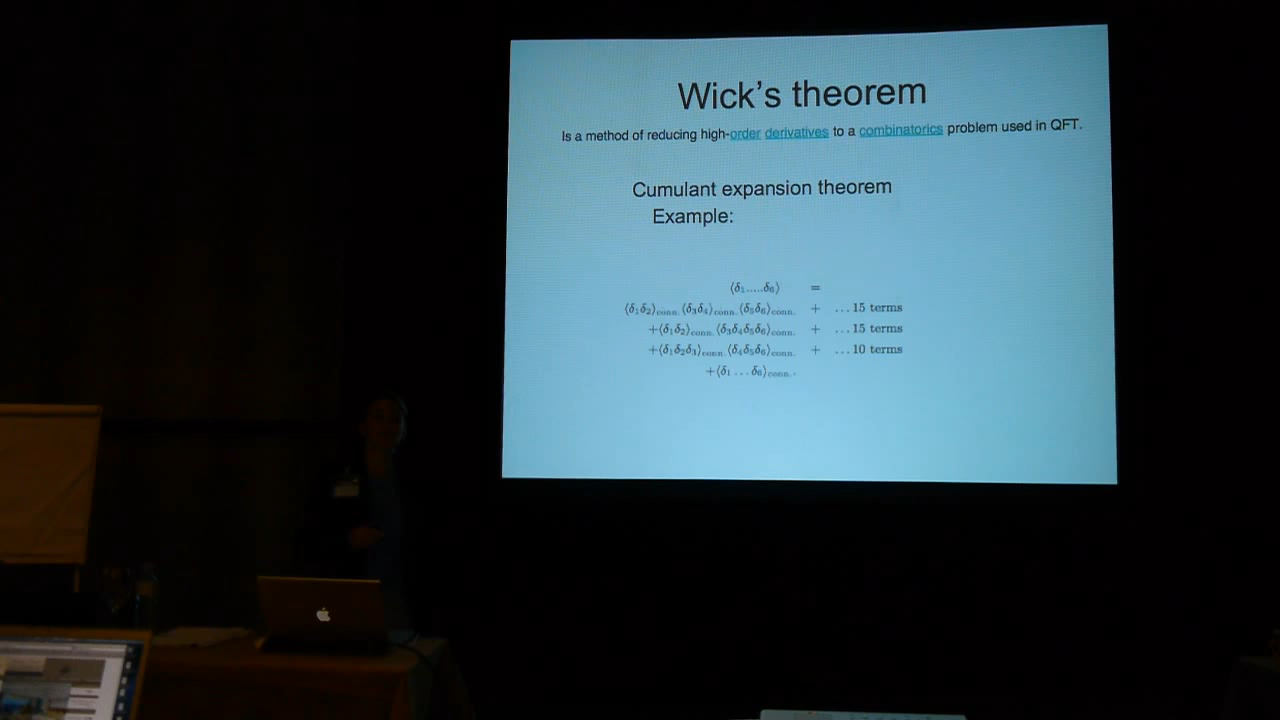 Wick's theorem
Is a method of reducing high-order derivatives to a combinatorics problem used in QFT.
Cumulant expansion theorem
Example:
⟨δ₁.....δ₆⟩ =
⟨δ₁δ₂⟩conn.⟨δ₃δ₄⟩conn.⟨δ₅δ₆⟩conn. + ...15 terms
+⟨δ₁δ₂⟩conn.⟨δ₃δ₄δ₅δ₆⟩conn. + ...15 terms
+⟨δ₁δ₂δ₃⟩conn.⟨δ₄δ₅δ₆⟩conn. + ...10 terms
+⟨δ₁...δ₆⟩conn..